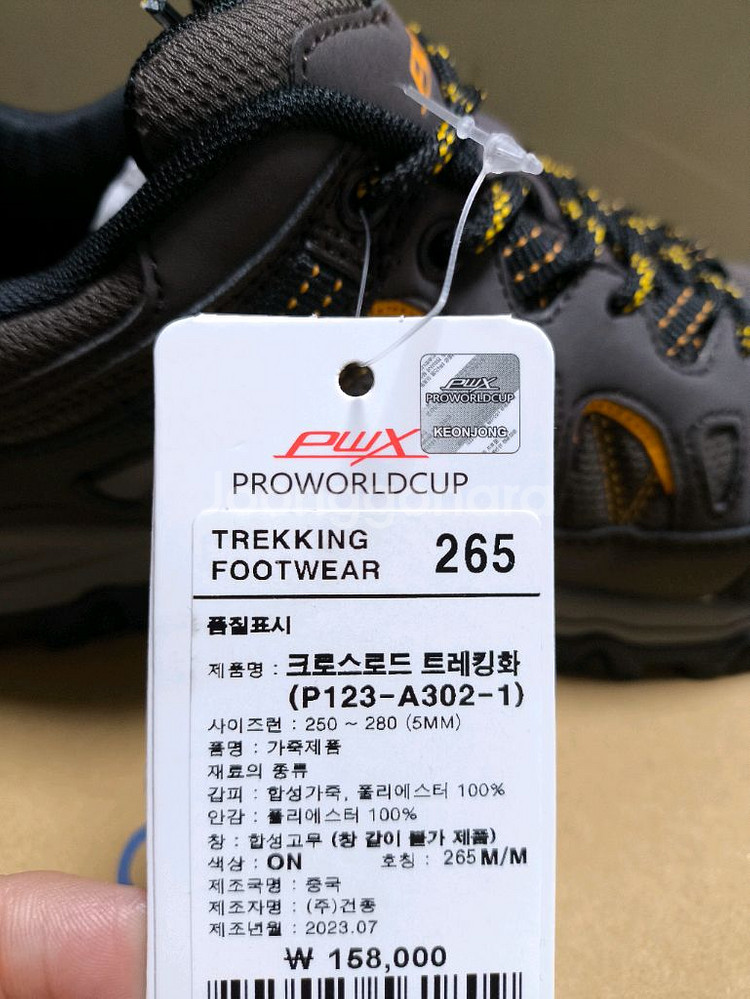 PWX
PROWORLDCUP
KEONJONG
PWX
PROWORLDCUP
Joonggonara
TREKKING
FOOTWEAR
265
품질표시
제품명 : 크로스로드 트레킹화
(P123-A302-1)
사이즈런 : 250 ~ 280 (5MM)
품명 : 가죽제품
재료의 종류
갑피 : 합성가죽, 폴리에스터 100%
안감 : 폴리에스터 100%
창 : 합성고무 (창 갈이 불가 제품)
색상 : ON 호칭 : 265 M/M
제조국명 : 중국
제조자명 : (주)건종
제조년월 : 2023.07
₩ 158,000